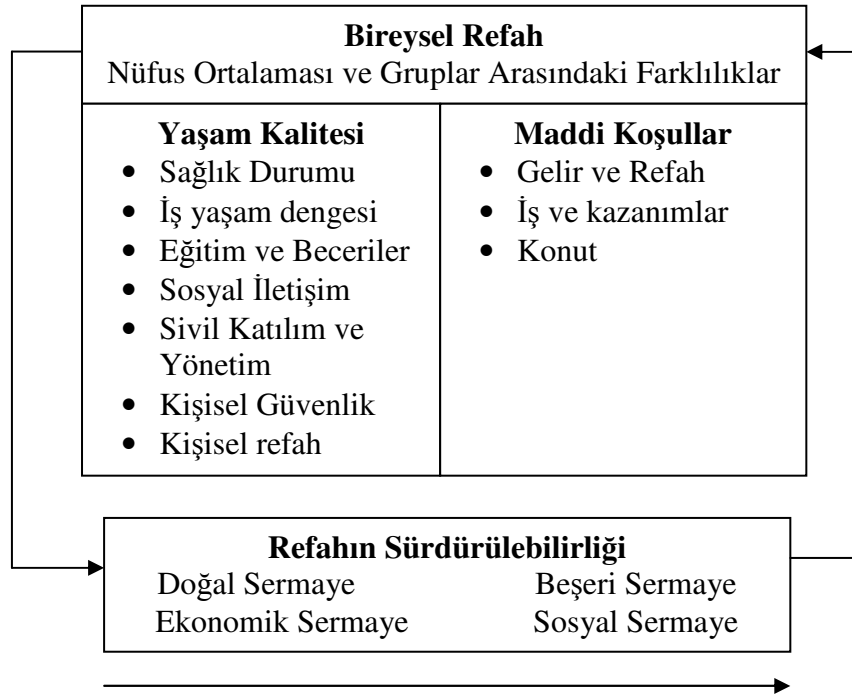 Bireysel Refah
Nüfus Ortalaması ve Gruplar Arasındaki Farklılıklar
Yaşam Kalitesi
• Sağlık Durumu
• İş yaşam dengesi
• Eğitim ve Beceriler
• Sosyal İletişim
• Sivil Katılım ve
Yönetim
• Kişisel Güvenlik
• Kişisel refah
Maddi Koşullar
• Gelir ve Refah
• İş ve kazanımlar
• Konut
Refahın Sürdürülebilirliği
Doğal Sermaye Beşeri Sermaye
Ekonomik Sermaye Sosyal Sermaye